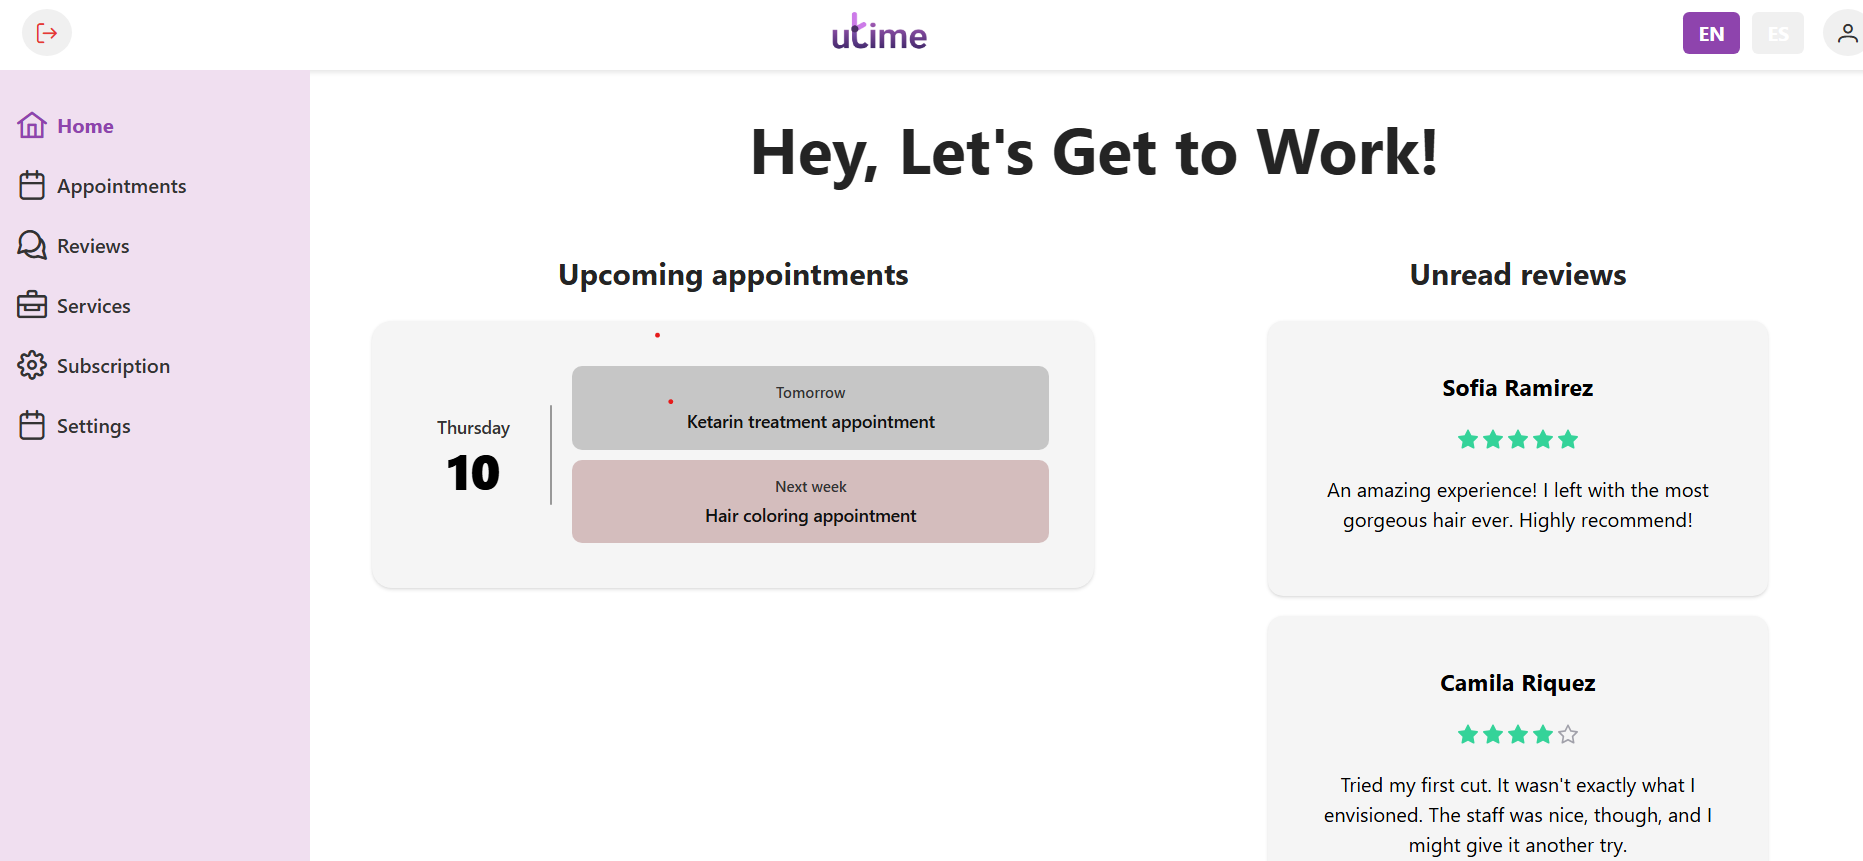 utime
EN
ES
Home
Appointments
Reviews
Services
Subscription
Settings
Hey, Let's Get to Work!
Upcoming appointments
Thursday
10
Tomorrow
Ketarin treatment appointment
Next week
Hair coloring appointment
Unread reviews
Sofia Ramirez
An amazing experience! I left with the most
gorgeous hair ever. Highly recommend!
Camila Riquez
Tried my first cut. It wasn't exactly what I
envisioned. The staff was nice, though, and I
might give it another try.